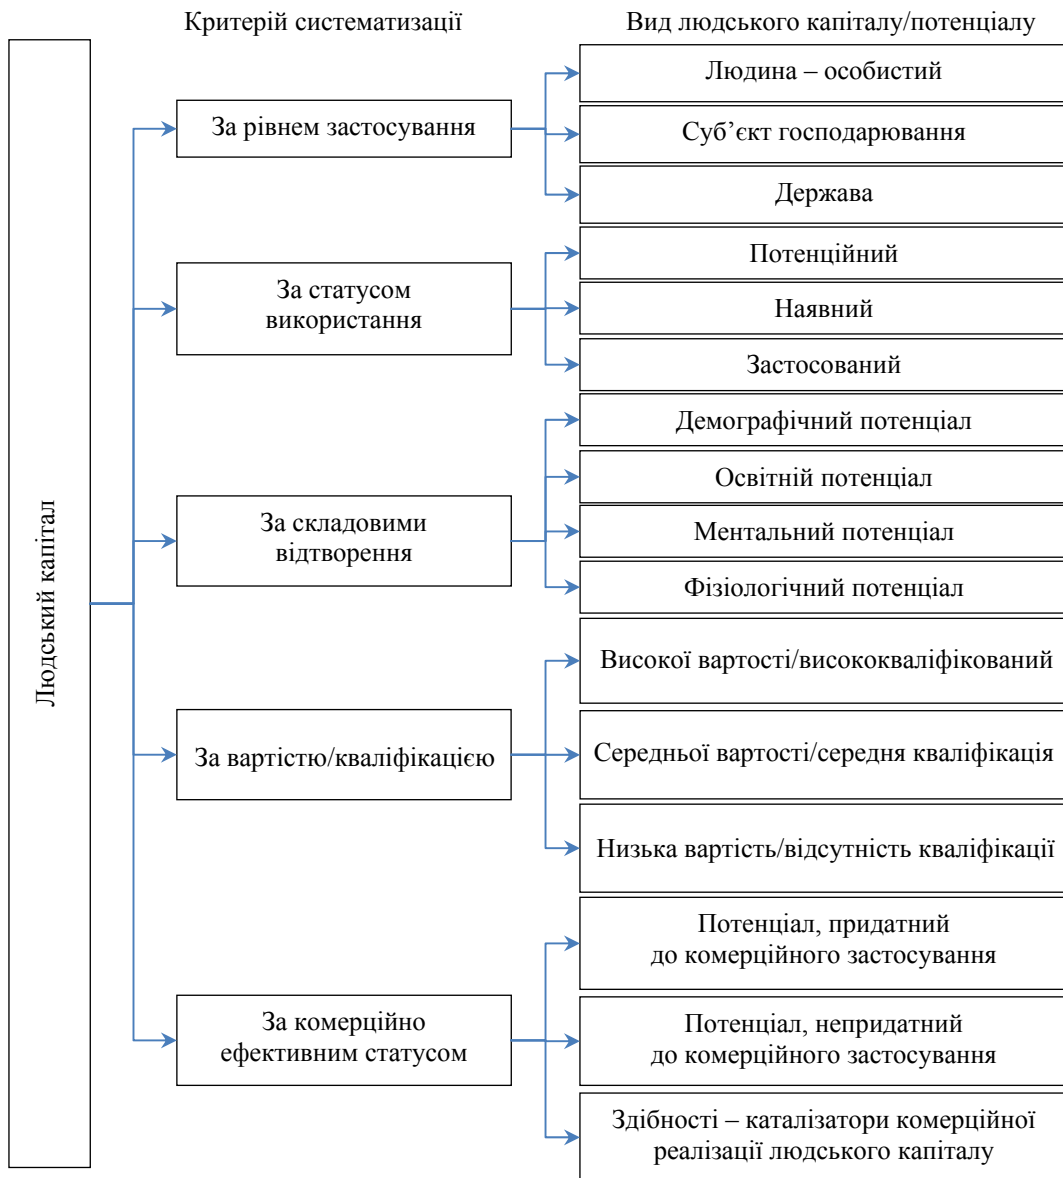 Критерій систематизації
Вид людського капіталу/потенціалу
Людський капітал
За рівнем застосування
Людина – особистий
Суб’єкт господарювання
Держава
За статусом
використання
Потенційний
Наявний
Застосований
За складовими
відтворення
Демографічний потенціал
Освітній потенціал
Ментальний потенціал
Фізіологічний потенціал
За вартістю/кваліфікацією
Високої вартості/висококваліфікований
Середньої вартості/середня кваліфікація
Низька вартість/відсутність кваліфікації
За комерційно
ефективним статусом
Потенціал, придатний
до комерційного застосування
Потенціал, непридатний
до комерційного застосування
Здібності – каталізатори комерційної
реалізації людського капіталу